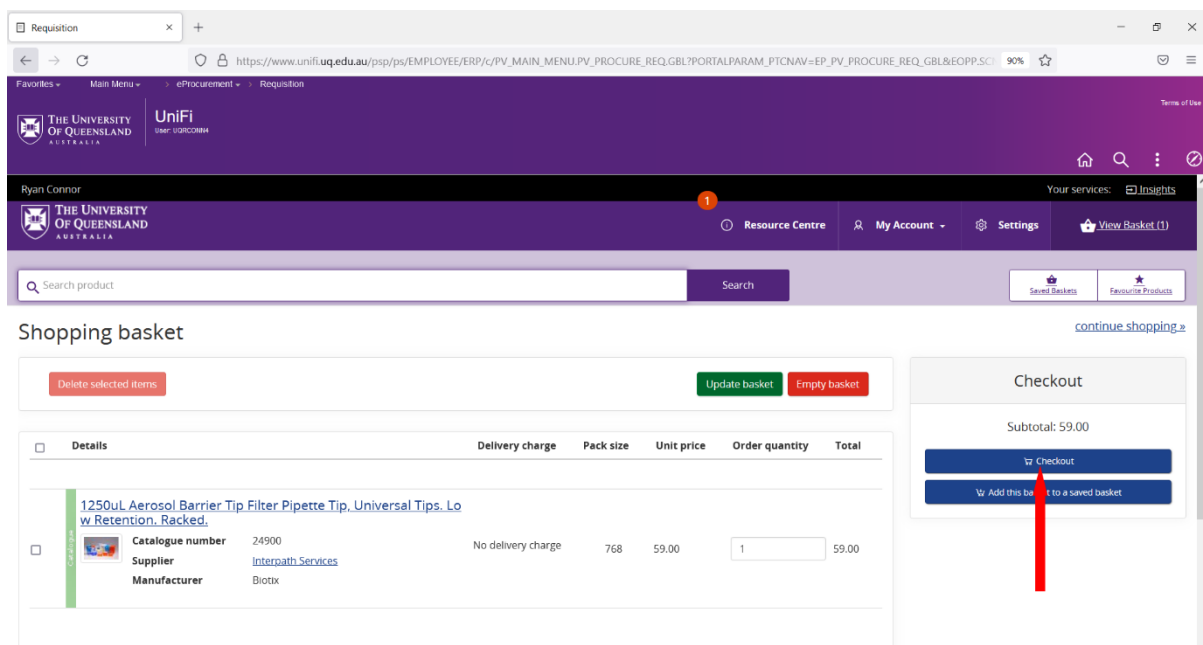 Requisition
https://www.unifi.uq.edu.au/psp/ps/EMPLOYEE/ERP/c/PV_MAIN_MENU.PV_PROCURE_REQ.GBL?PORTALPARAM_PTCNAV=EP_PV_PROCURE_REQ_GBL&EOPP.SC 90%
Favorites Main Menu > eProcurement > Requisition
Terms of Use
THE UNIVERSITY
OF QUEENSLAND
AUSTRALIA
UniFi
User: UQRCONN4
Ryan Connor Your services: Insights
THE UNIVERSITY
OF QUEENSLAND
AUSTRALIA
1
Resource Centre My Account Settings View Basket (1)
Search product Search Saved Baskets Favourite Products
Shopping basket continue shopping »
Delete selected items Update basket Empty basket
Checkout
Subtotal: 59.00
Checkout
Add this basket to a saved basket
Details Delivery charge Pack size Unit price Order quantity Total
Catalogue
1250uL Aerosol Barrier Tip Filter Pipette Tip, Universal Tips. Lo
w Retention. Racked.
Catalogue number 24900
Supplier Interpath Services
Manufacturer Biotix
No delivery charge 768 59.00 1 59.00